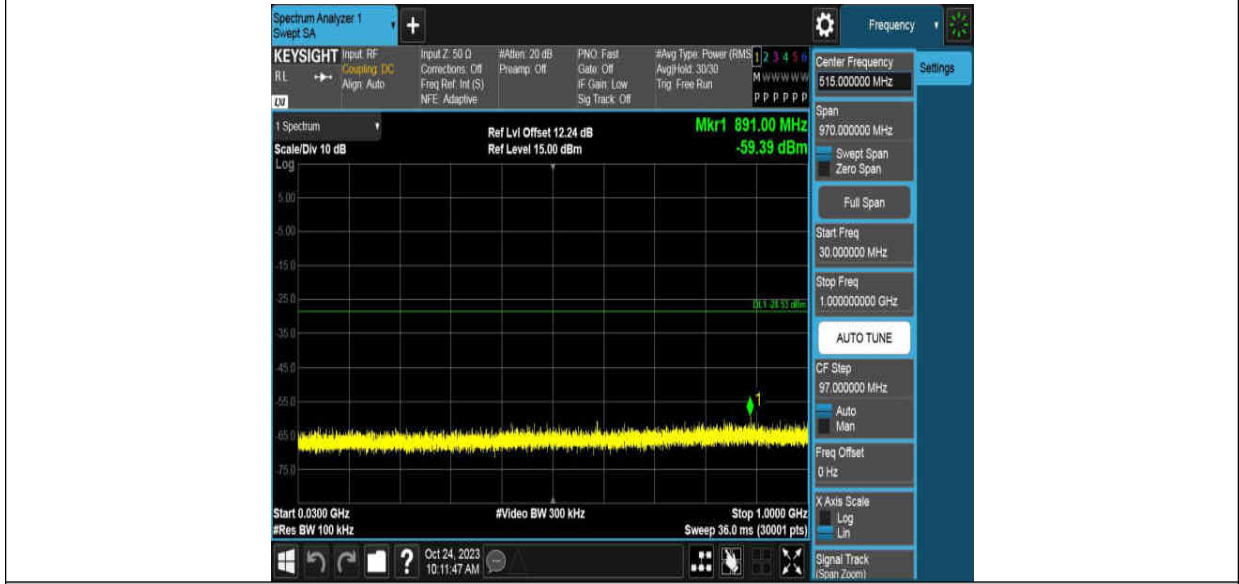 Spectrum Analyzer 1
Swept SA
+
Frequency
KEYSIGHT
RL
LXI
Input: RF
Coupling: DC
Align: Auto
Input Z: 50 Ω
Corrections: Off
Freq Ref: Int (S)
NFE: Adaptive
#Atten: 20 dB
Preamp: Off
PNO: Fast
Gate: Off
IF Gain: Low
Sig Track: Off
#Avg Type: Power (RMS
Avg|Hold: 30/30
Trig: Free Run
1 2 3 4 5 6
M W W W W W
P P P P P P
1 Spectrum
Scale/Div 10 dB
Log
Ref Lvl Offset 12.24 dB
Ref Level 15.00 dBm
Mkr1 891.00 MHz
-59.39 dBm
5.00
-5.00
-15.0
-25.0
DL1 -28.53 dBm
-35.0
-45.0
-55.0
1
-65.0
-75.0
Start 0.0300 GHz
#Res BW 100 kHz
#Video BW 300 kHz
Stop 1.0000 GHz
Sweep 36.0 ms (30001 pts)
?
Oct 24, 2023
10:11:47 AM
Center Frequency
515.000000 MHz
Settings
Span
970.000000 MHz
Swept Span
Zero Span
Full Span
Start Freq
30.000000 MHz
Stop Freq
1.000000000 GHz
AUTO TUNE
CF Step
97.000000 MHz
Auto
Man
Freq Offset
0 Hz
X Axis Scale
Log
Lin
Signal Track
(Span Zoom)